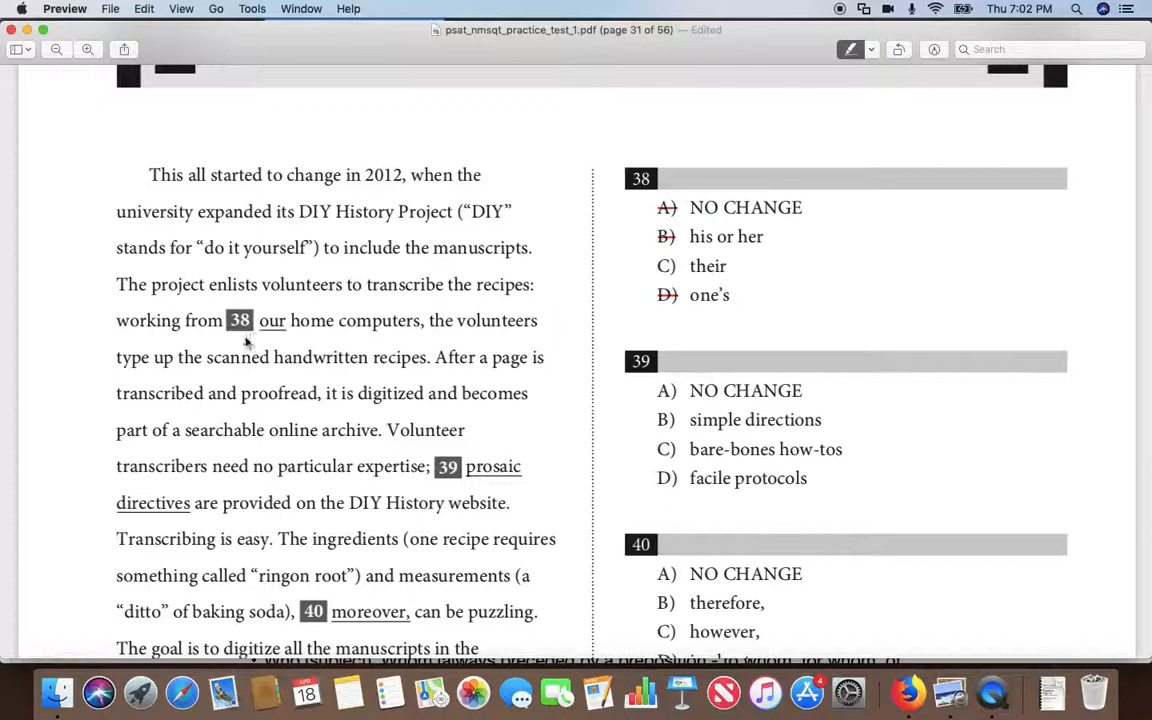 Preview File Edit View Go Tools Window Help
Thu 7:02 PM
psat_nmsqt_practice_test_1.pdf (page 31 of 56) — Edited
Search
This all started to change in 2012, when the
university expanded its DIY History Project (“DIY”
stands for “do it yourself”) to include the manuscripts.
The project enlists volunteers to transcribe the recipes:
working from 38 our home computers, the volunteers
type up the scanned handwritten recipes. After a page is
transcribed and proofread, it is digitized and becomes
part of a searchable online archive. Volunteer
transcribers need no particular expertise; 39 prosaic
directives are provided on the DIY History website.
Transcribing is easy. The ingredients (one recipe requires
something called “ringon root”) and measurements (a
“ditto” of baking soda), 40 moreover, can be puzzling.
The goal is to digitize all the manuscripts in the
38
A) NO CHANGE
B) his or her
C) their
D) one’s
39
A) NO CHANGE
B) simple directions
C) bare-bones how-tos
D) facile protocols
40
A) NO CHANGE
B) therefore,
C) however,
APR
18
4